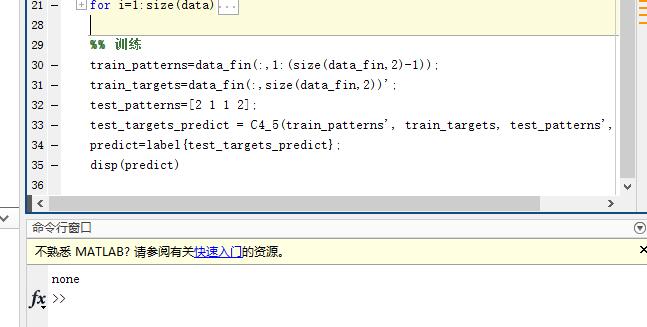 21 for i=1:size(data)...
28
29 %% 训练
30 train_patterns=data_fin(:,1:(size(data_fin,2)-1));
31 train_targets=data_fin(:,size(data_fin,2))';
32 test_patterns=[2 1 1 2];
33 test_targets_predict = C4_5(train_patterns', train_targets, test_patterns',
34 predict=label{test_targets_predict};
35 disp(predict)
36
命令行窗口
不熟悉 MATLAB? 请参阅有关快速入门的资源。
none
fx >>